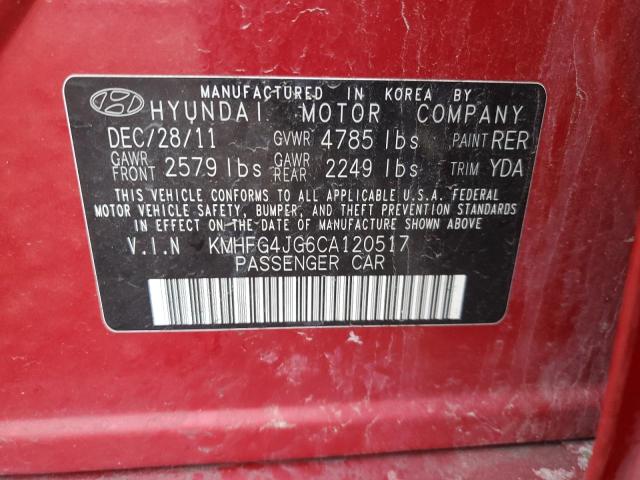 MANUFACTURED IN KOREA BY
HYUNDAI MOTOR COMPANY
DEC/28/11 GVWR 4785 lbs PAINT RER
GAWR FRONT 2579 lbs GAWR REAR 2249 lbs TRIM YDA
THIS VEHICLE CONFORMS TO ALL APPLICABLE U.S.A. FEDERAL
MOTOR VEHICLE SAFETY, BUMPER, AND THEFT PREVENTION STANDARDS
IN EFFECT ON THE DATE OF MANUFACTURE SHOWN ABOVE
V.I.N KMHFG4JG6CA120517
PASSENGER CAR